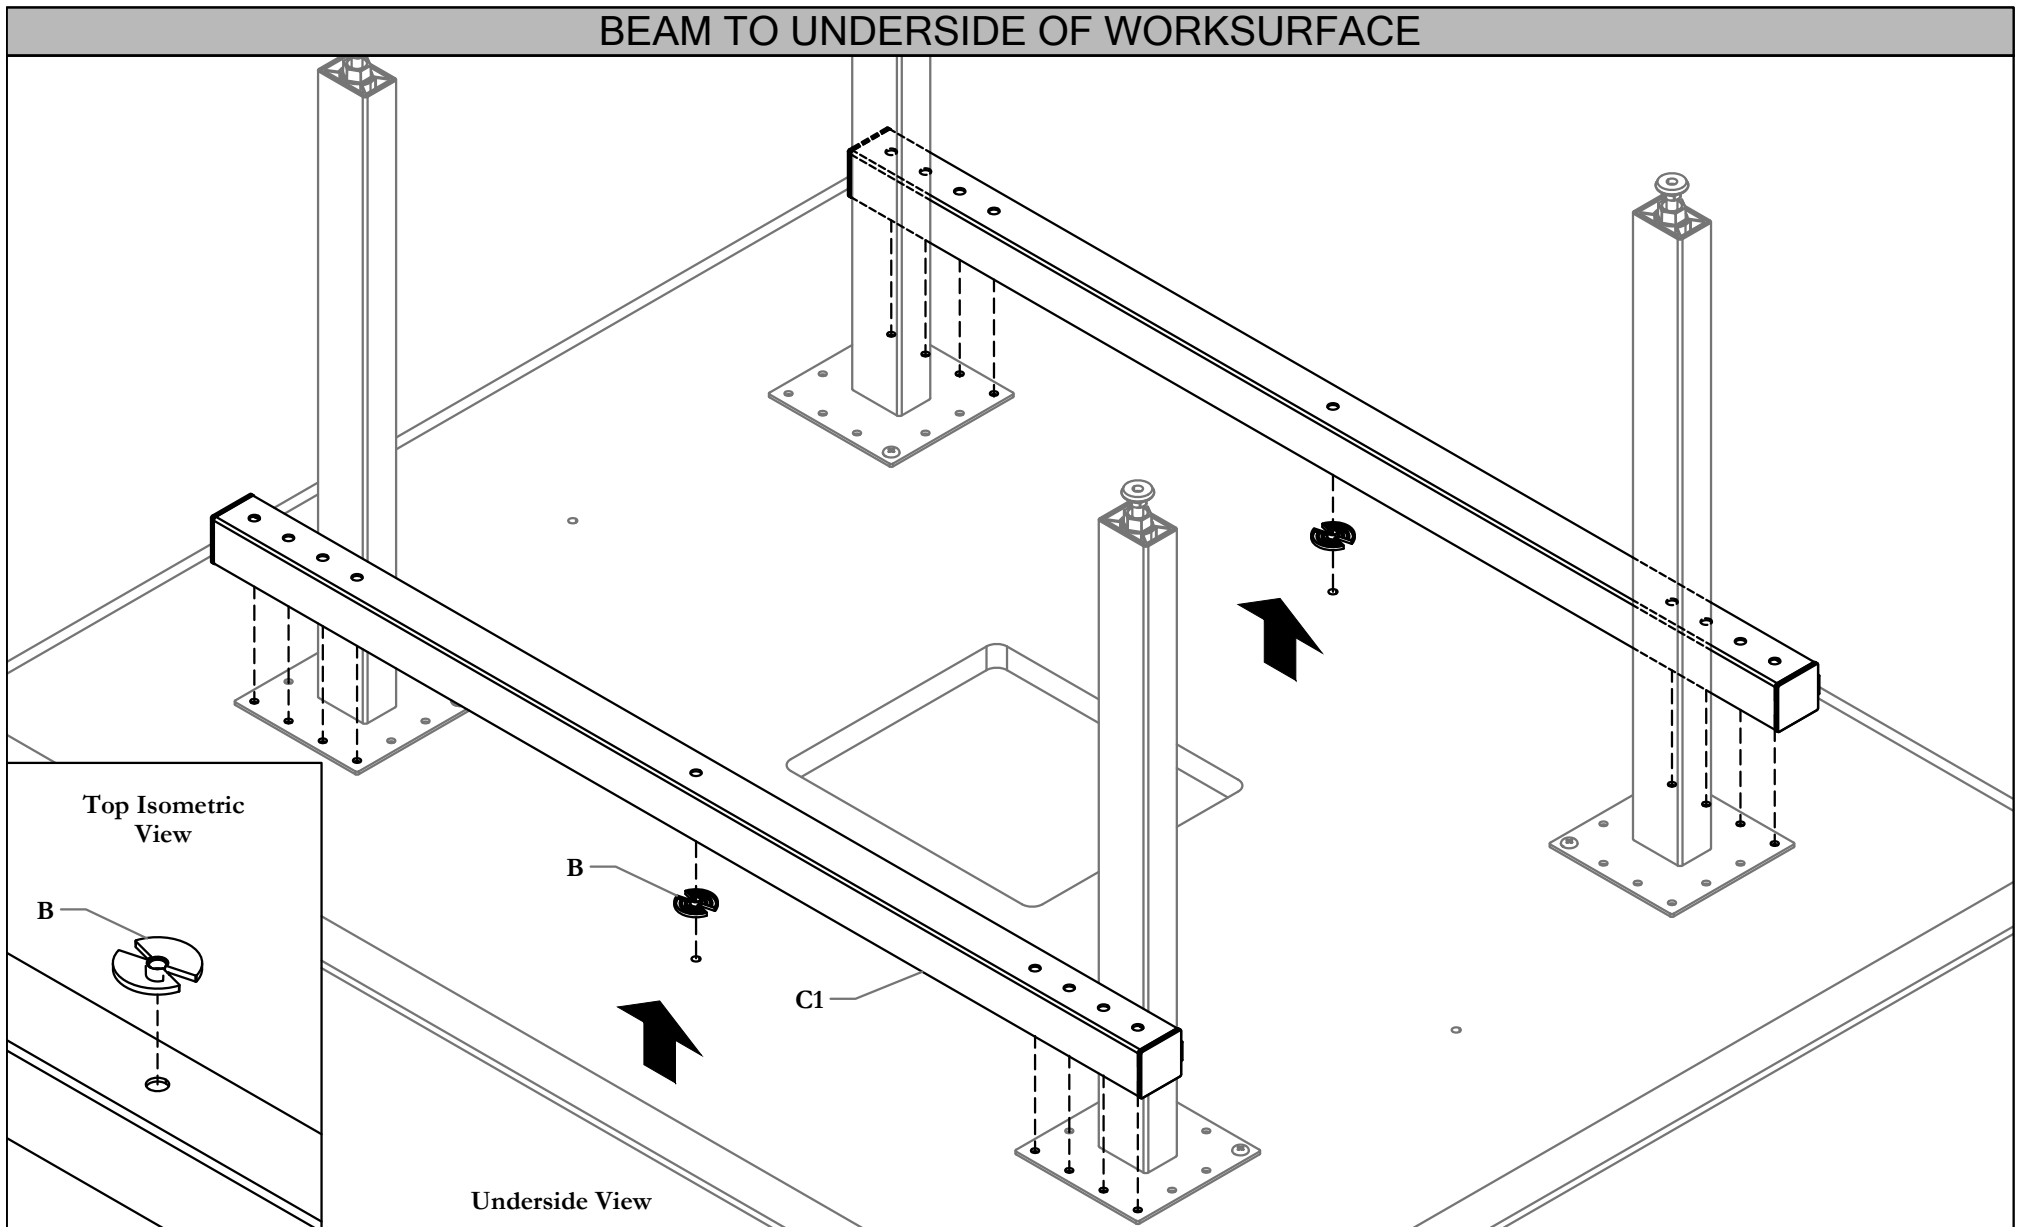 BEAM TO UNDERSIDE OF WORKSURFACE
Top Isometric
View
B
B
C1
Underside View